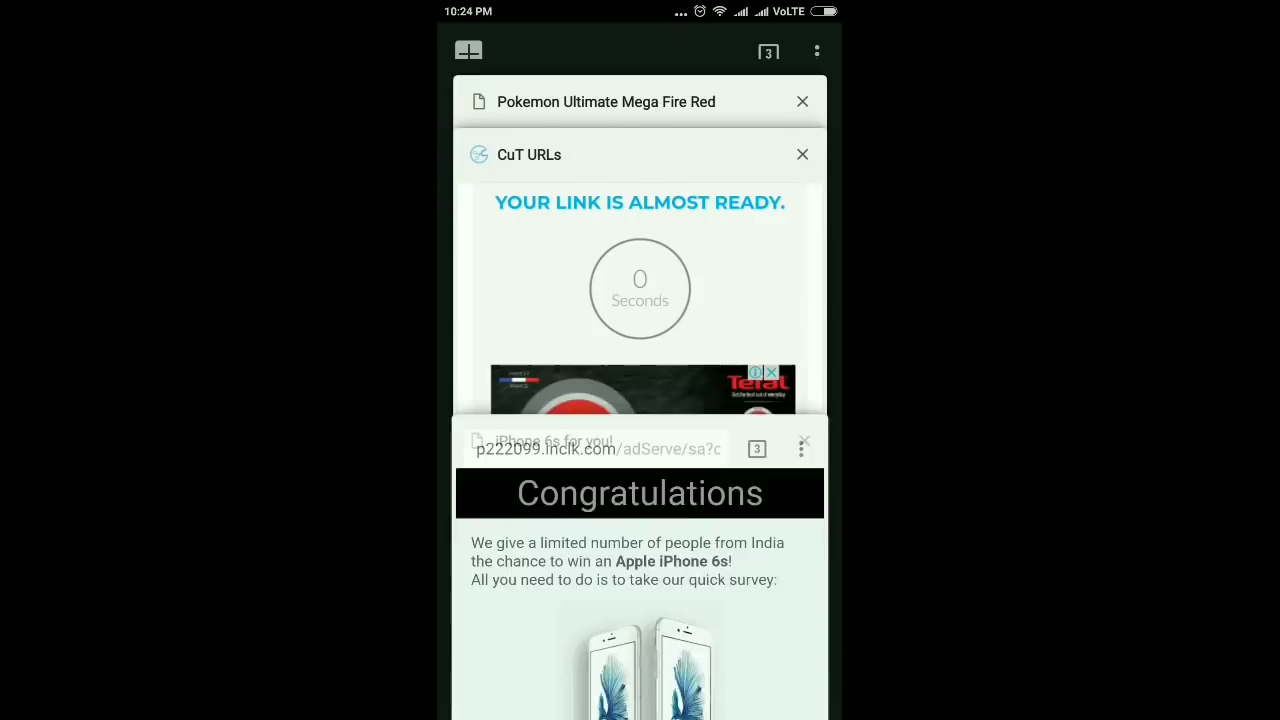 10:24 PM
VoLTE
3
Pokemon Ultimate Mega Fire Red
CuT URLs
YOUR LINK IS ALMOST READY.
0
Seconds
Tefal
iPhone 6s for you!
p222099.inclk.com/adServe/sa?c
3
Congratulations
We give a limited number of people from India
the chance to win an Apple iPhone 6s!
All you need to do is to take our quick survey: